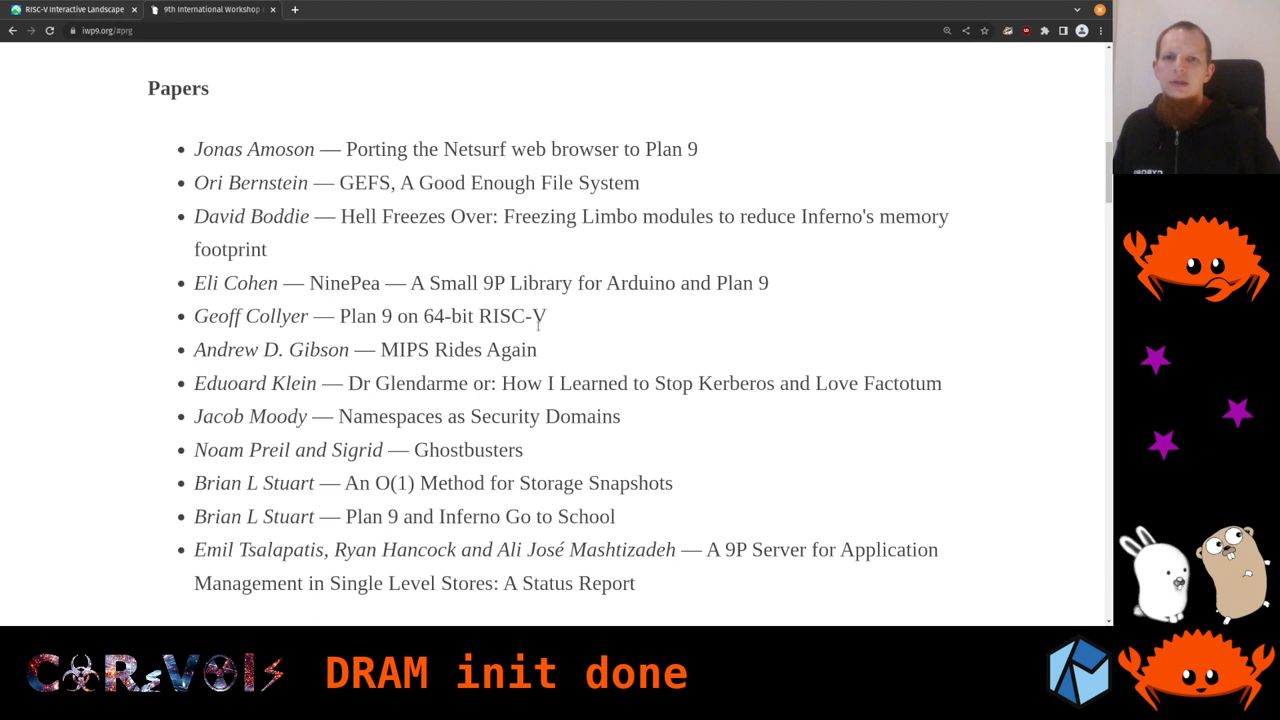 RISC-V Interactive Landscape
9th International Workshop
iwp9.org/#prg
Papers
Jonas Amoson — Porting the Netsurf web browser to Plan 9
Ori Bernstein — GEFS, A Good Enough File System
David Boddie — Hell Freezes Over: Freezing Limbo modules to reduce Inferno's memory
footprint
Eli Cohen — NinePea — A Small 9P Library for Arduino and Plan 9
Geoff Collyer — Plan 9 on 64-bit RISC-V
Andrew D. Gibson — MIPS Rides Again
Eduoard Klein — Dr Glendarme or: How I Learned to Stop Kerberos and Love Factotum
Jacob Moody — Namespaces as Security Domains
Noam Preil and Sigrid — Ghostbusters
Brian L Stuart — An O(1) Method for Storage Snapshots
Brian L Stuart — Plan 9 and Inferno Go to School
Emil Tsalapatis, Ryan Hancock and Ali José Mashtizadeh — A 9P Server for Application
Management in Single Level Stores: A Status Report
DRAM init done